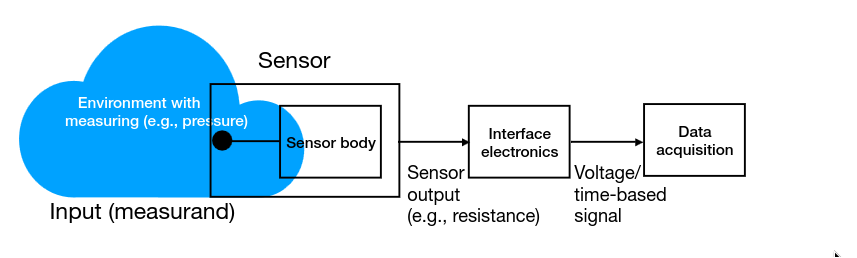 Sensor
Environment with
measuring (e.g., pressure)
Sensor body
Input (measurand)
Sensor
output
(e.g., resistance)
Interface
electronics
Voltage/
time-based
signal
Data
acquisition